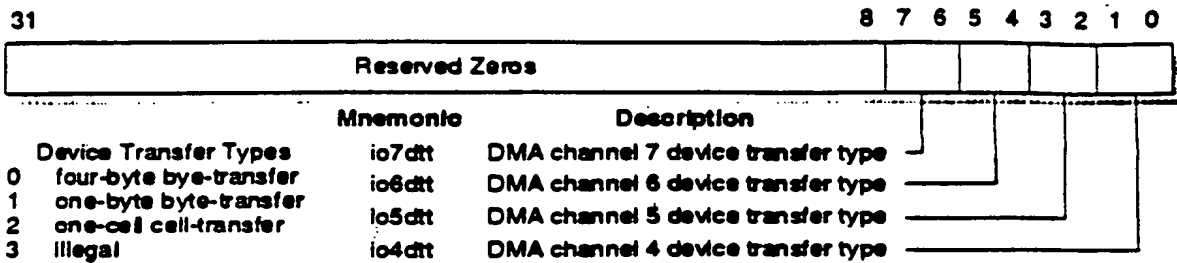 31 8 7 6 5 4 3 2 1 0
Reserved Zeros
Mnemonic Description
Device Transfer Types io7dtt DMA channel 7 device transfer type
0 four-byte bye-transfer io6dtt DMA channel 6 device transfer type
1 one-byte byte-transfer
2 one-cell cell-transfer io5dtt DMA channel 5 device transfer type
3 illegal io4dtt DMA channel 4 device transfer type